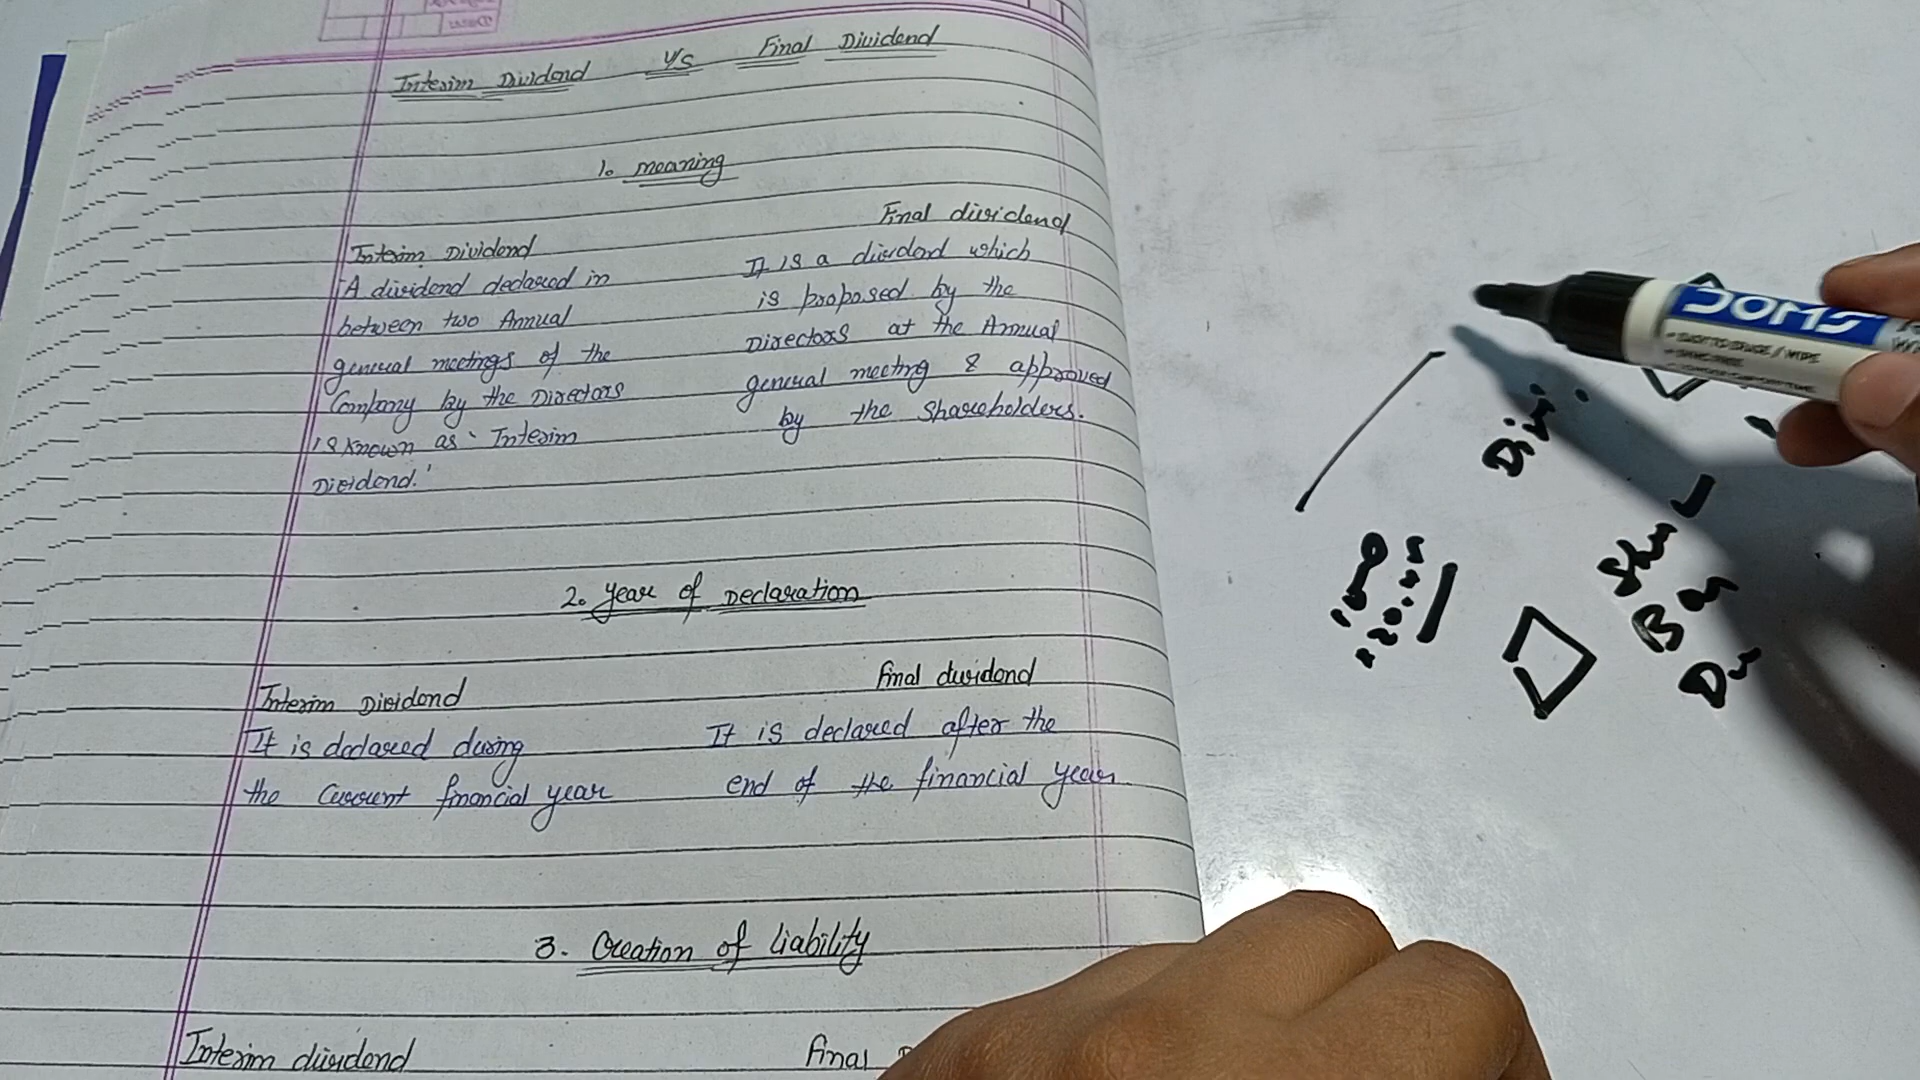 Interim Dividend V/S Final Dividend
1. Meaning
Interim Dividend
A dividend declared in
between two Annual
general meetings of the
Company by the Directors
is known as 'Interim
Dividend.'
Final dividend
It is a dividend which
is proposed by the
Directors at the Annual
general meeting & approved
by the Shareholders.
2. Year of Declaration
Interim Dividend
It is declared during
the Current financial year
Final dividend
It is declared after the
end of the financial year
3. Creation of liability
Interim dividend
Final
DOMS
Div.